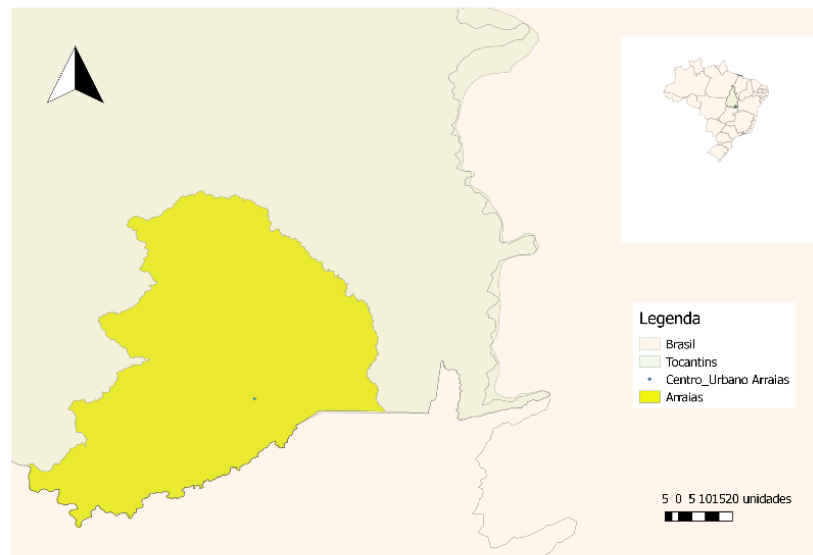 Legenda
Brasil
Tocantins
Centro_Urbano Arraias
Arraias
5 0 5 101520 unidades